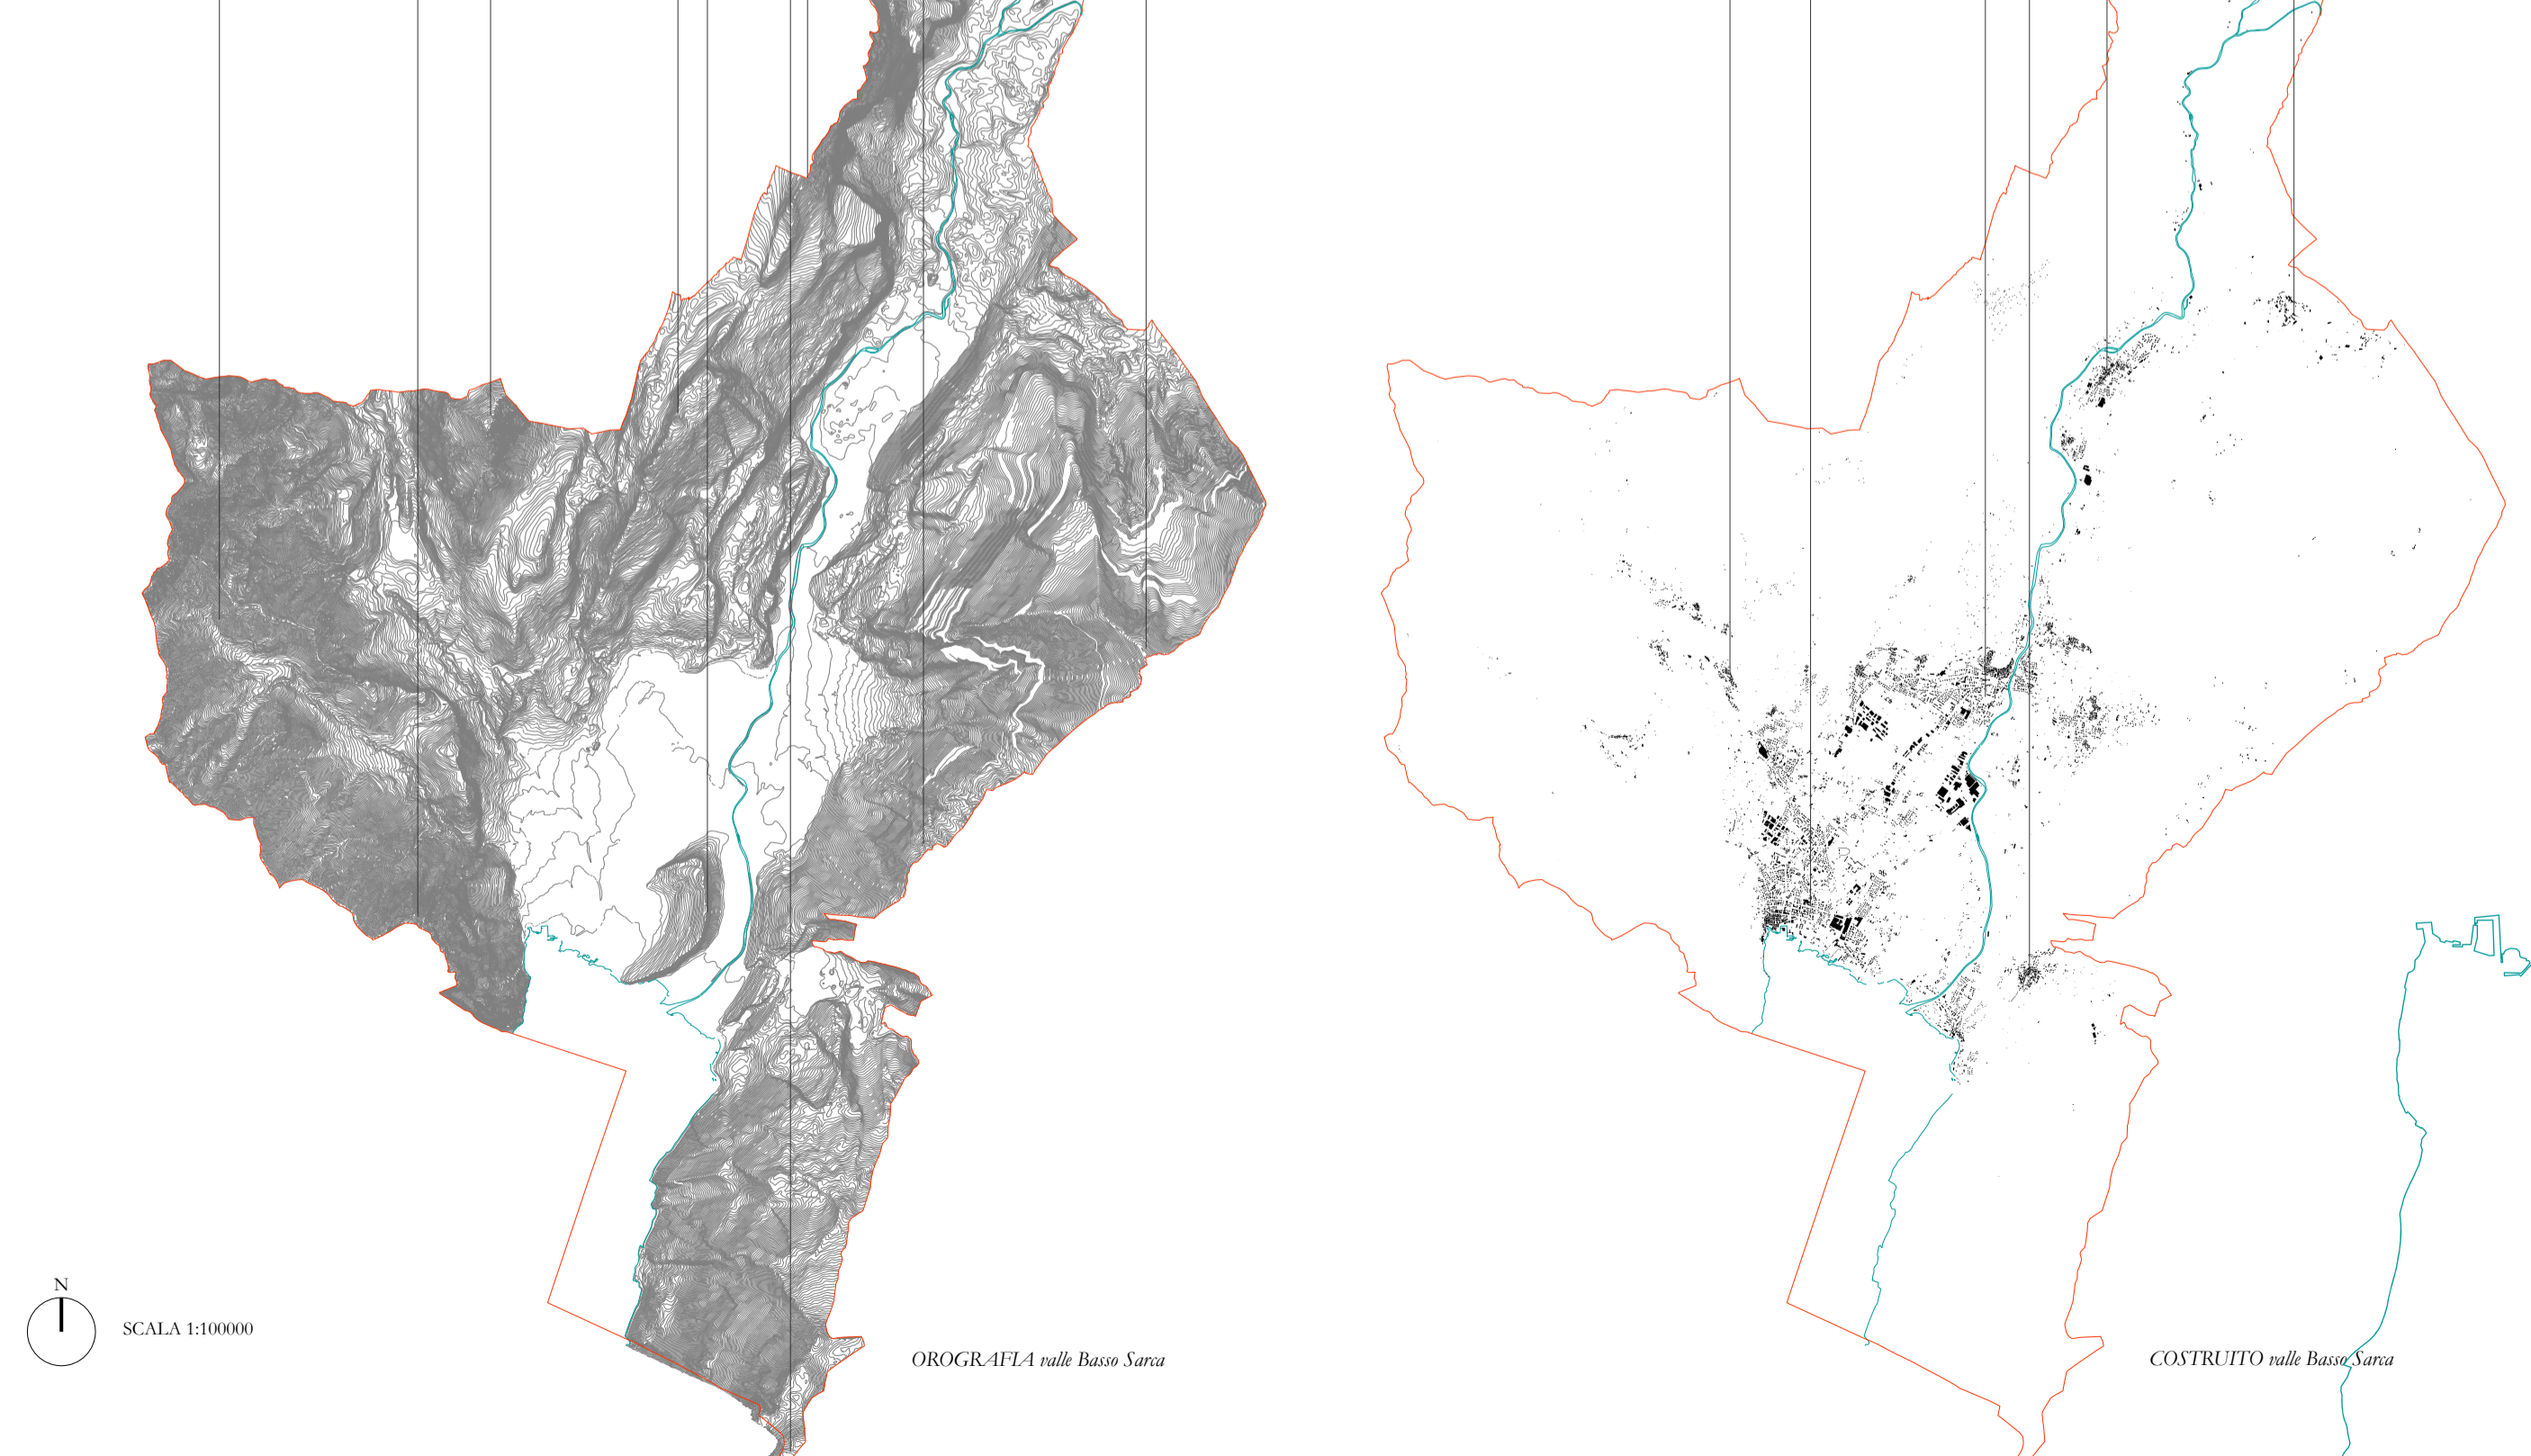 N
SCALA 1:100000
OROGRAFIA valle Basso Sarca
COSTRUITO valle Basso Sarca